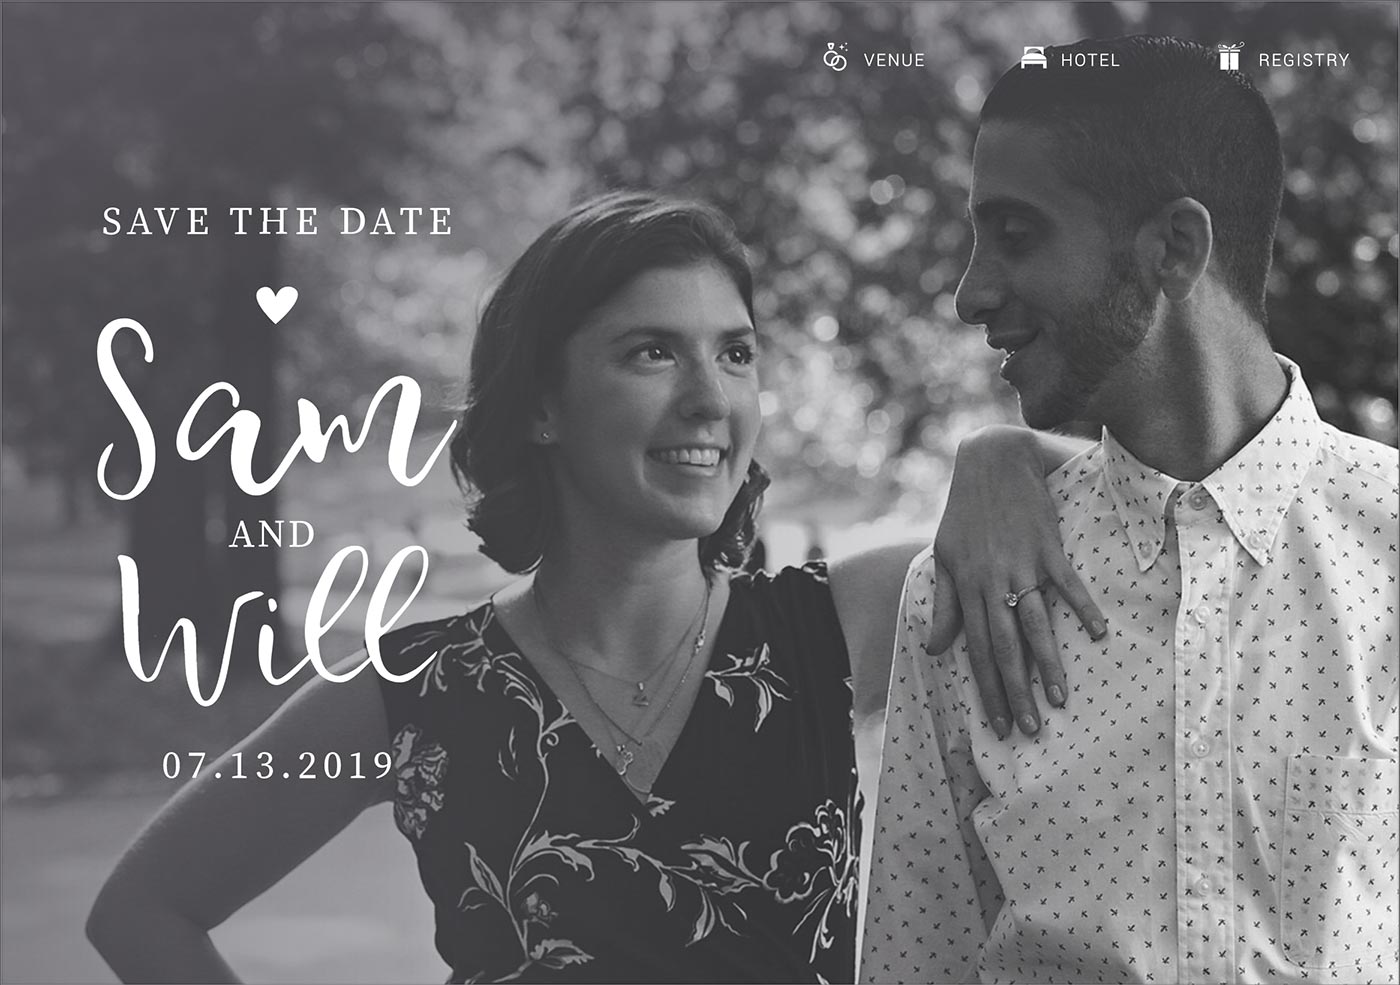 VENUE HOTEL REGISTRY
SAVE THE DATE
Sam
AND
Will
07.13.2019